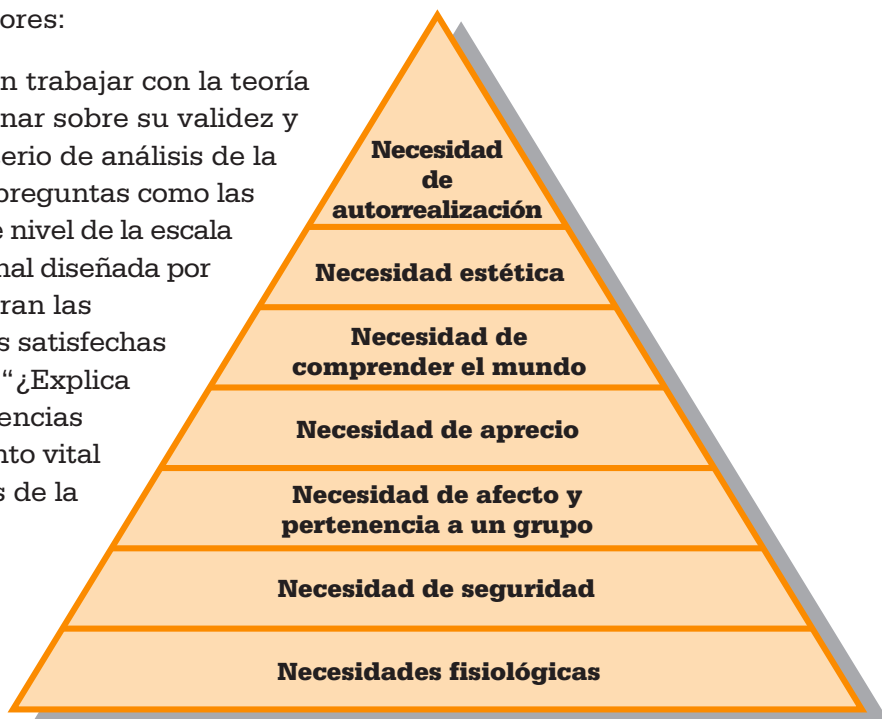 ores:
n trabajar con la teoría
nar sobre su validez y
erio de análisis de la
preguntas como las
e nivel de la escala
nal diseñada por
ran las
s satisfechas
“¿Explica
encias
nto vital
s de la
Necesidad
de
autorrealización
Necesidad estética
Necesidad de
comprender el mundo
Necesidad de aprecio
Necesidad de afecto y
pertenencia a un grupo
Necesidad de seguridad
Necesidades fisiológicas